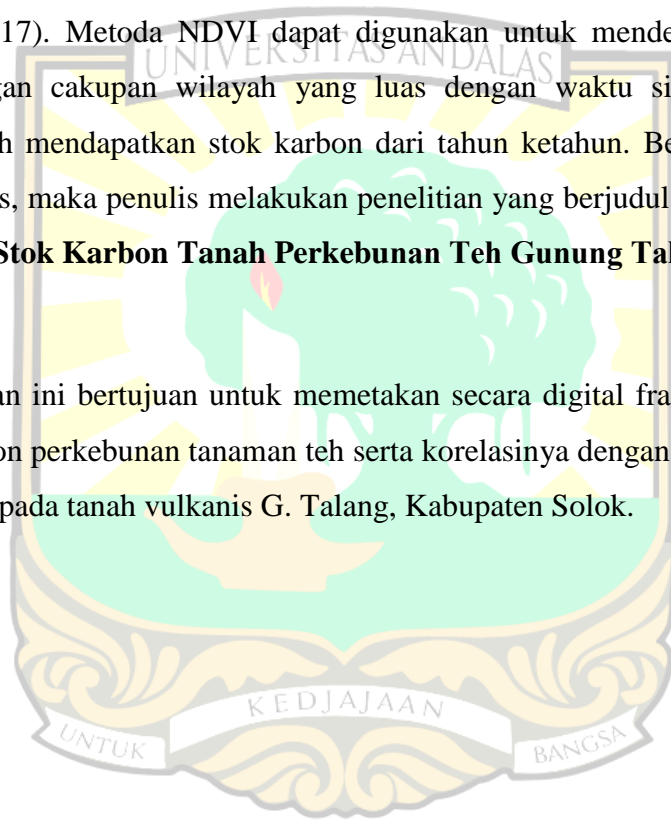 17). Metoda NDVI dapat digunakan untuk mende
UNIVERSITAS ANDALAS
gan cakupan wilayah yang luas dengan waktu si
h mendapatkan stok karbon dari tahun ketahun. Be
s, maka penulis melakukan penelitian yang berjudul
Stok Karbon Tanah Perkebunan Teh Gunung Tal
an ini bertujuan untuk memetakan secara digital fra
on perkebunan tanaman teh serta korelasinya dengan
pada tanah vulkanis G. Talang, Kabupaten Solok.
KEDJAJAAN
UNTUK
BANGSA